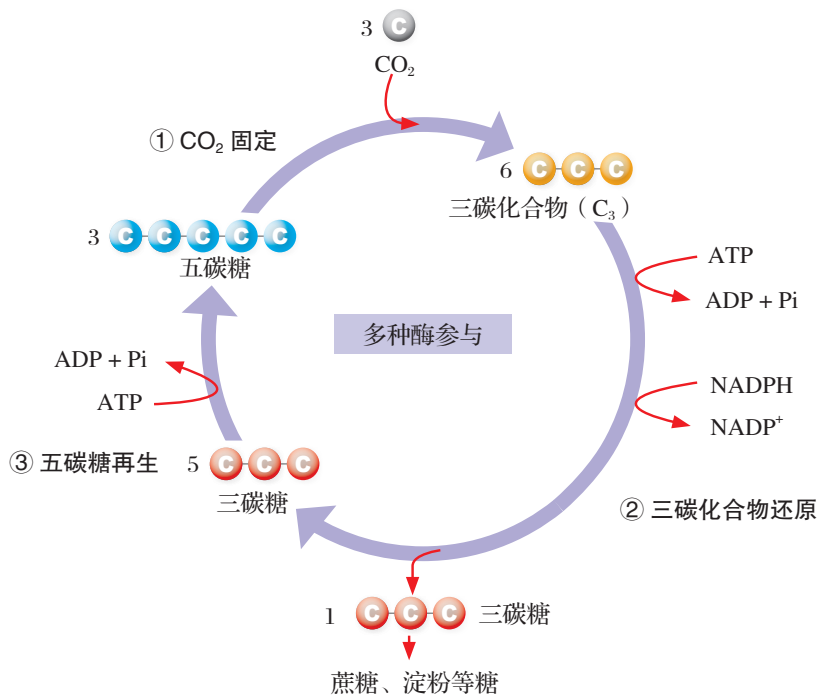 3 C
CO₂
① CO₂ 固定
6 C C C
三碳化合物（C₃）
3 C C C C C
五碳糖
ATP
ADP + Pi
多种酶参与
ADP + Pi
ATP
NADPH
NADP⁺
③ 五碳糖再生
5 C C C
三碳糖
② 三碳化合物还原
1 C C C 三碳糖
蔗糖、淀粉等糖